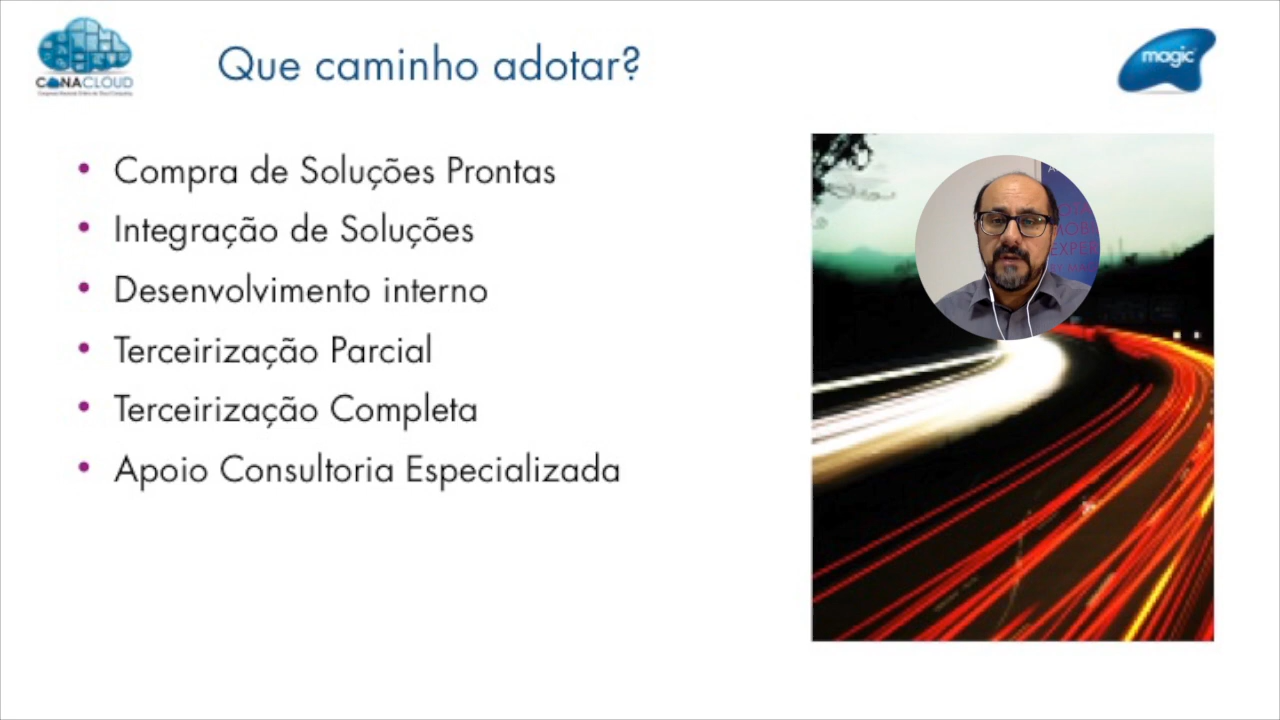 CONACLOUD
Que caminho adotar?
magic
• Compra de Soluções Prontas
• Integração de Soluções
• Desenvolvimento interno
• Terceirização Parcial
• Terceirização Completa
• Apoio Consultoria Especializada
EXPER